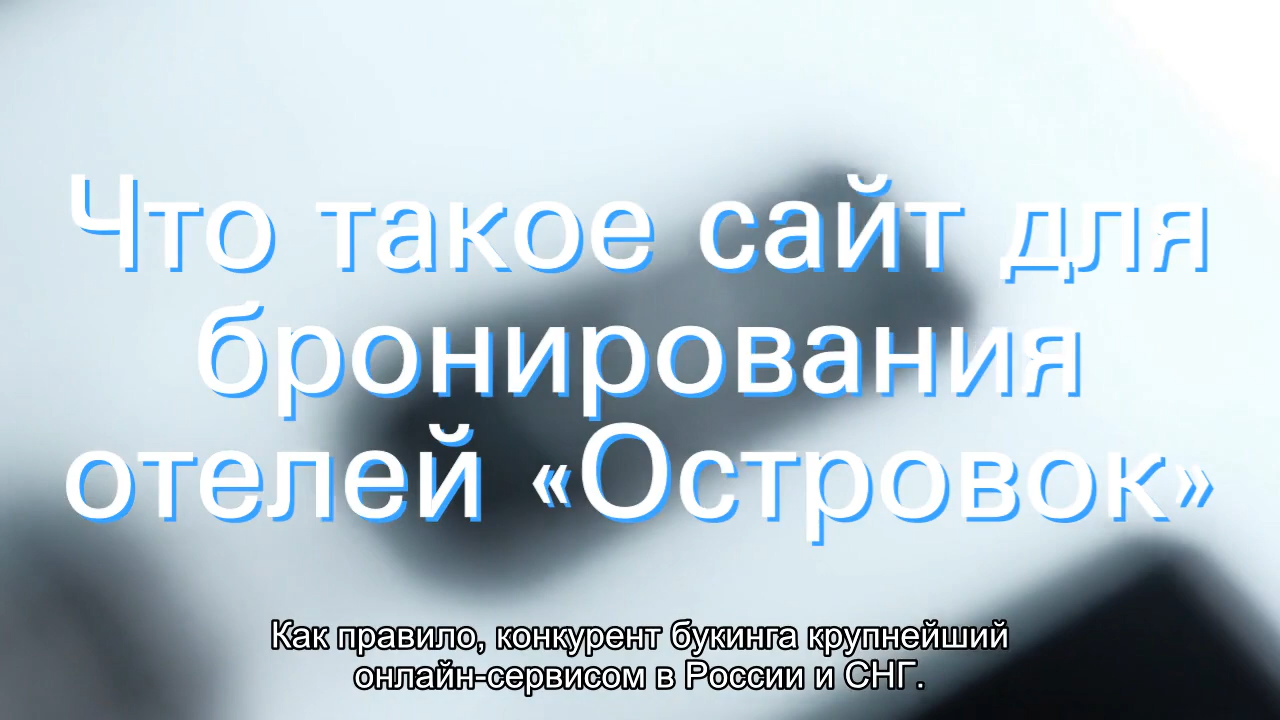 Что такое сайт для
бронирования
отелей «Островок»
Как правило, конкурент букинга крупнейший
онлайн-сервисом в России и СНГ.